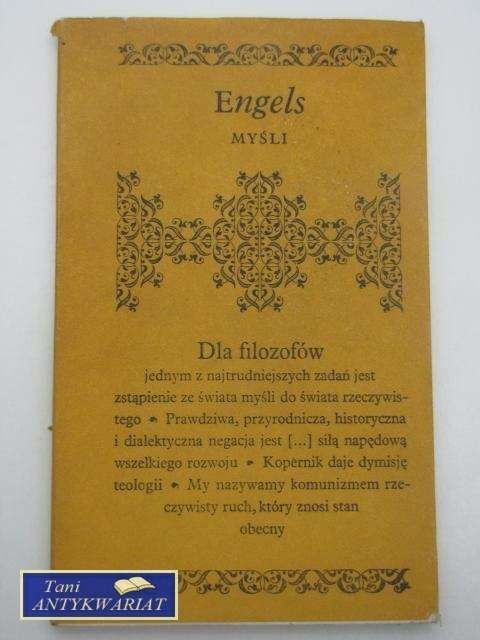 Engels
MYŚLI
Dla filozofów
jednym z najtrudniejszych zadań jest
zstąpienie ze świata myśli do świata rzeczywis-
tego • Prawdziwa, przyrodnicza, historyczna
i dialektyczna negacja jest [...] siłą napędową
wszelkiego rozwoju • Kopernik daje dymisję
teologii • My nazywamy komunizmem rze-
czywisty ruch, który znosi stan
obecny
Tani
ANTYKWARIAT